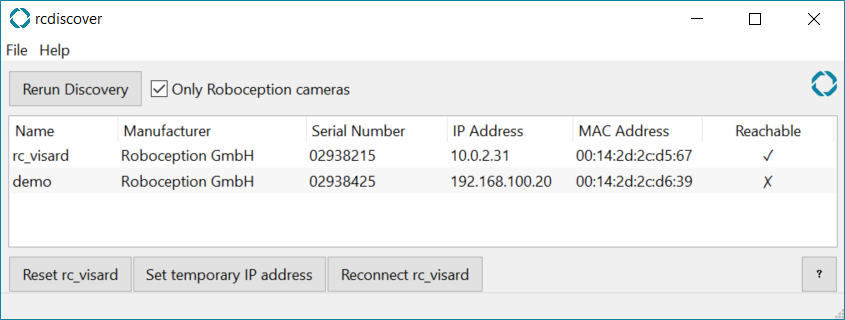 rcdiscover
File Help
Rerun Discovery Only Roboception cameras
Name Manufacturer Serial Number IP Address MAC Address Reachable
rc_visard Roboception GmbH 02938215 10.0.2.31 00:14:2d:2c:d5:67 ✓
demo Roboception GmbH 02938425 192.168.100.20 00:14:2d:2c:d6:39 ✗
Reset rc_visard Set temporary IP address Reconnect rc_visard ?